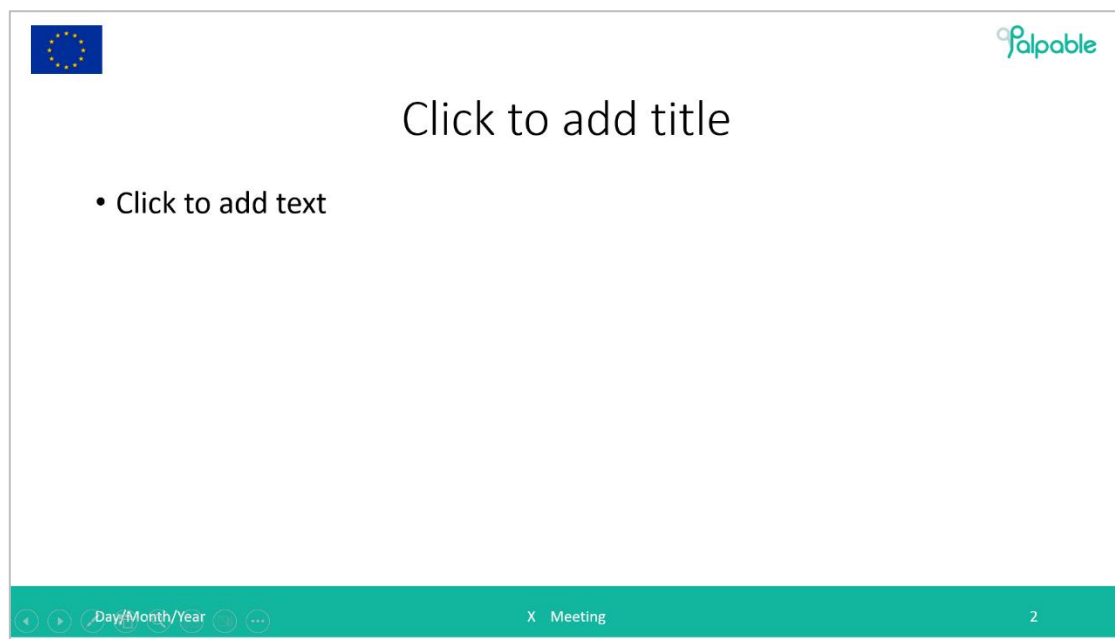 Palpable
Click to add title
• Click to add text
Day/Month/Year
X Meeting
2